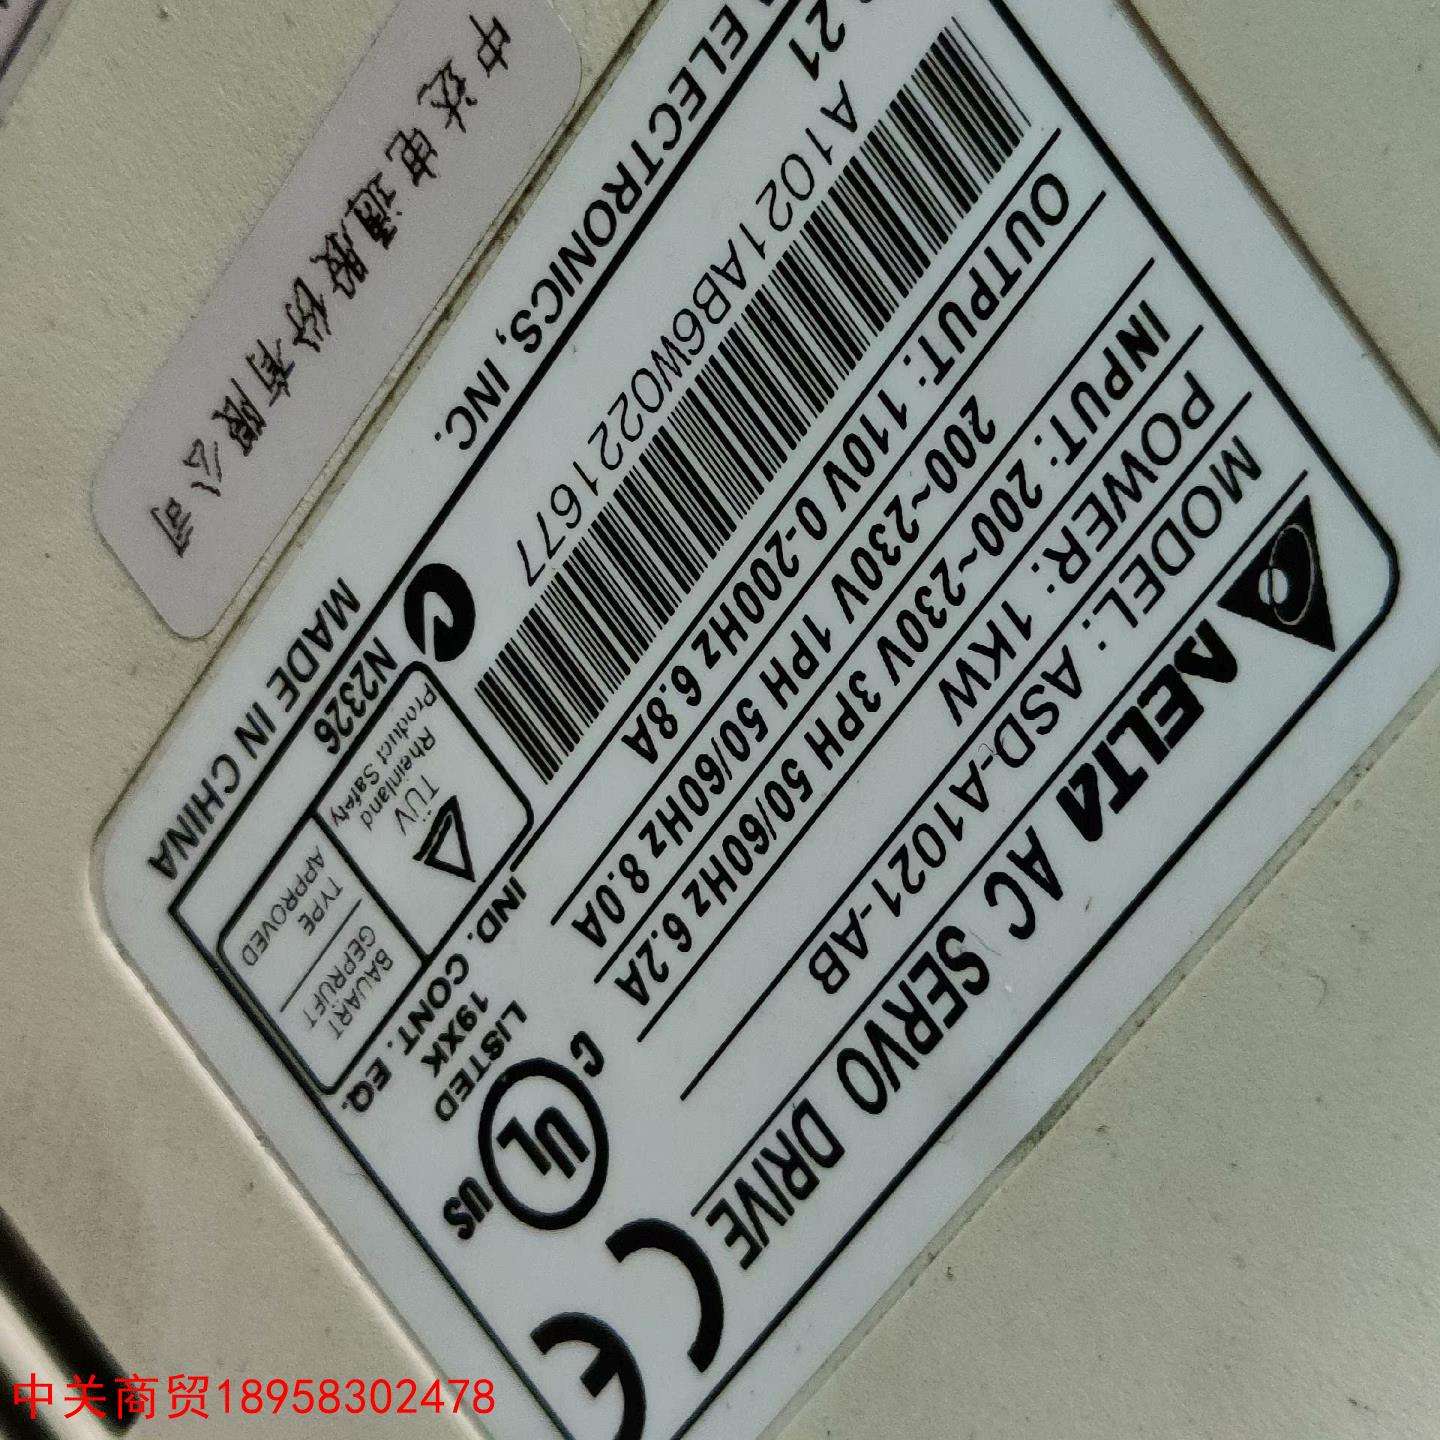 DELTA AC SERVO DRIVE
MODEL: ASD-A1021-AB
POWER: 1KW
INPUT: 200~230V 3PH 50/60Hz 6.2A
200~230V 1PH 50/60Hz 8.0A
OUTPUT: 110V 0-200Hz 6.8A
A1021AB6W0221677
21
ELECTRONICS, INC.
MADE IN CHINA
N2326
TÜV
Rheinland
Product Safety
BAUART
GEPRÜFT
TYPE
APPROVED
C UL US
LISTED
19XK
IND. CONT. EQ.
CE
中达电通股份有限公司
中关商贸18958302478